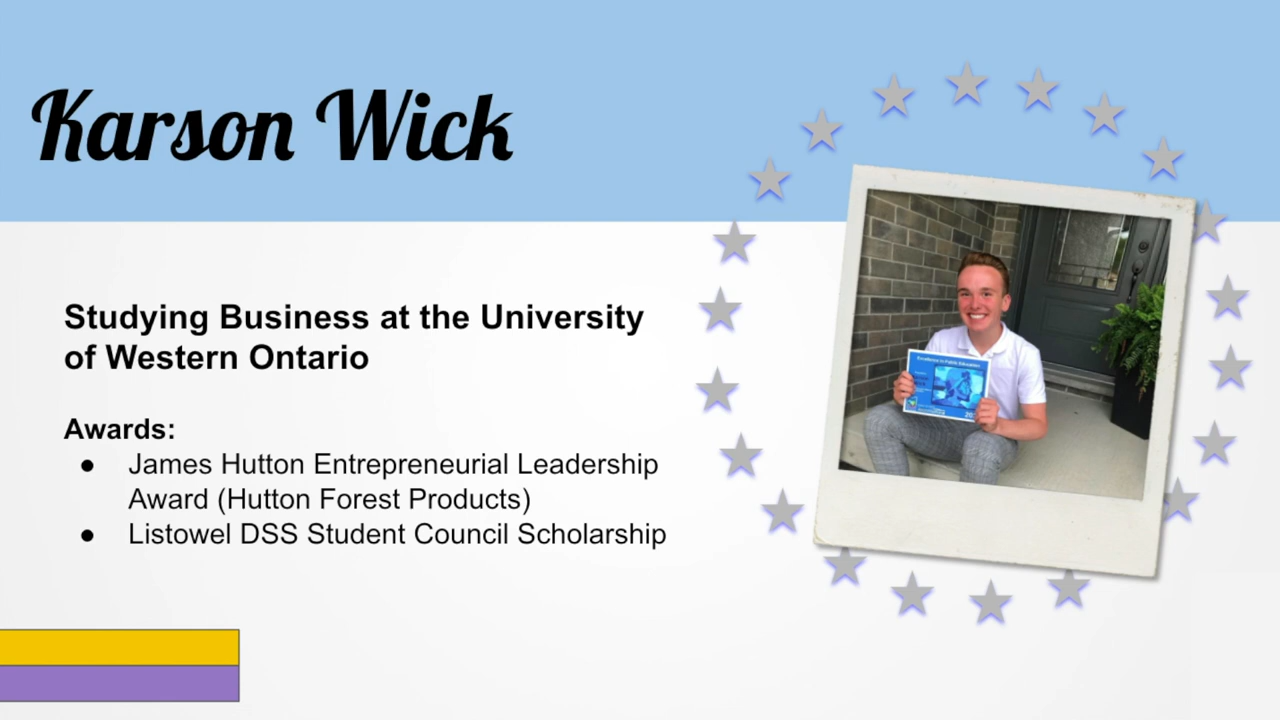 Karson Wick
Studying Business at the University
of Western Ontario
Awards:
● James Hutton Entrepreneurial Leadership
Award (Hutton Forest Products)
● Listowel DSS Student Council Scholarship
Excellence in Public Education